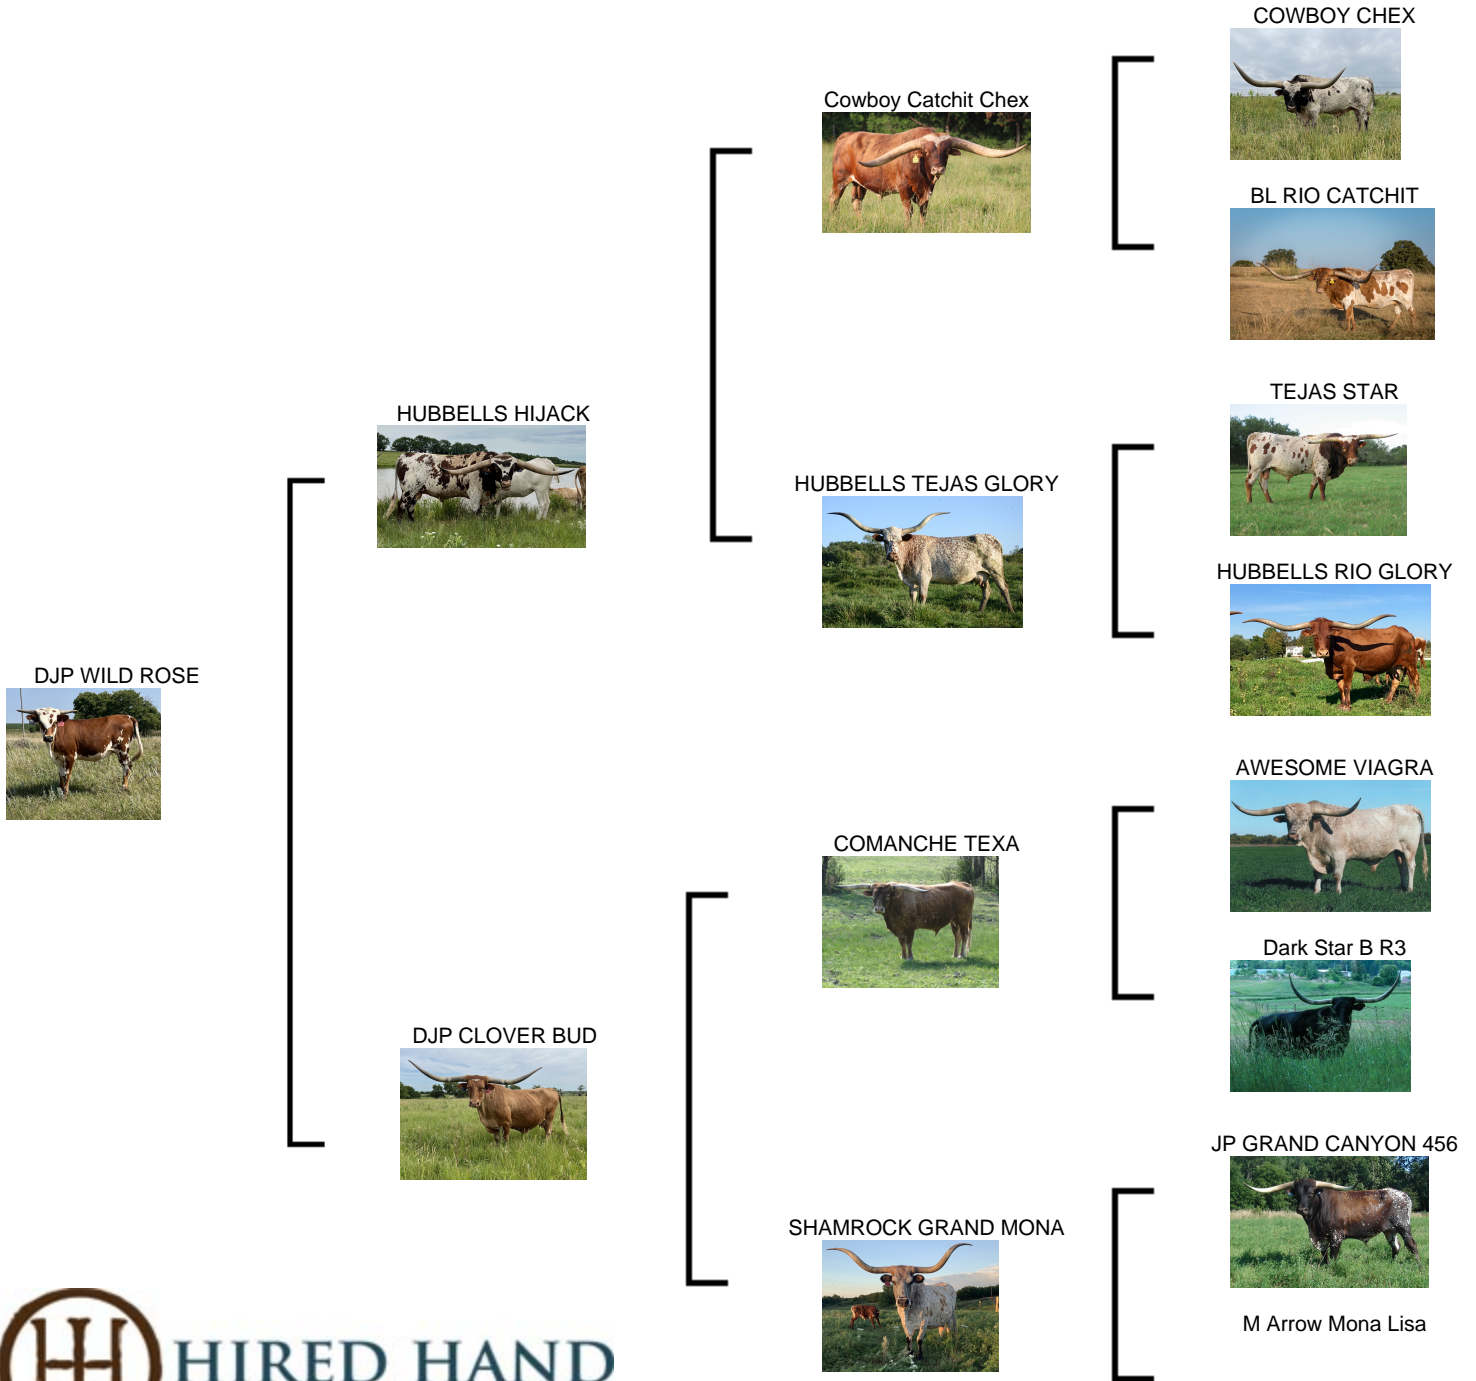 COWBOY CHEX
Cowboy Catchit Chex
BL RIO CATCHIT
TEJAS STAR
HUBBELLS HIJACK
HUBBELLS TEJAS GLORY
HUBBELLS RIO GLORY
DJP WILD ROSE
AWESOME VIAGRA
COMANCHE TEXA
Dark Star B R3
DJP CLOVER BUD
JP GRAND CANYON 456
SHAMROCK GRAND MONA
M Arrow Mona Lisa
HIRED HAND